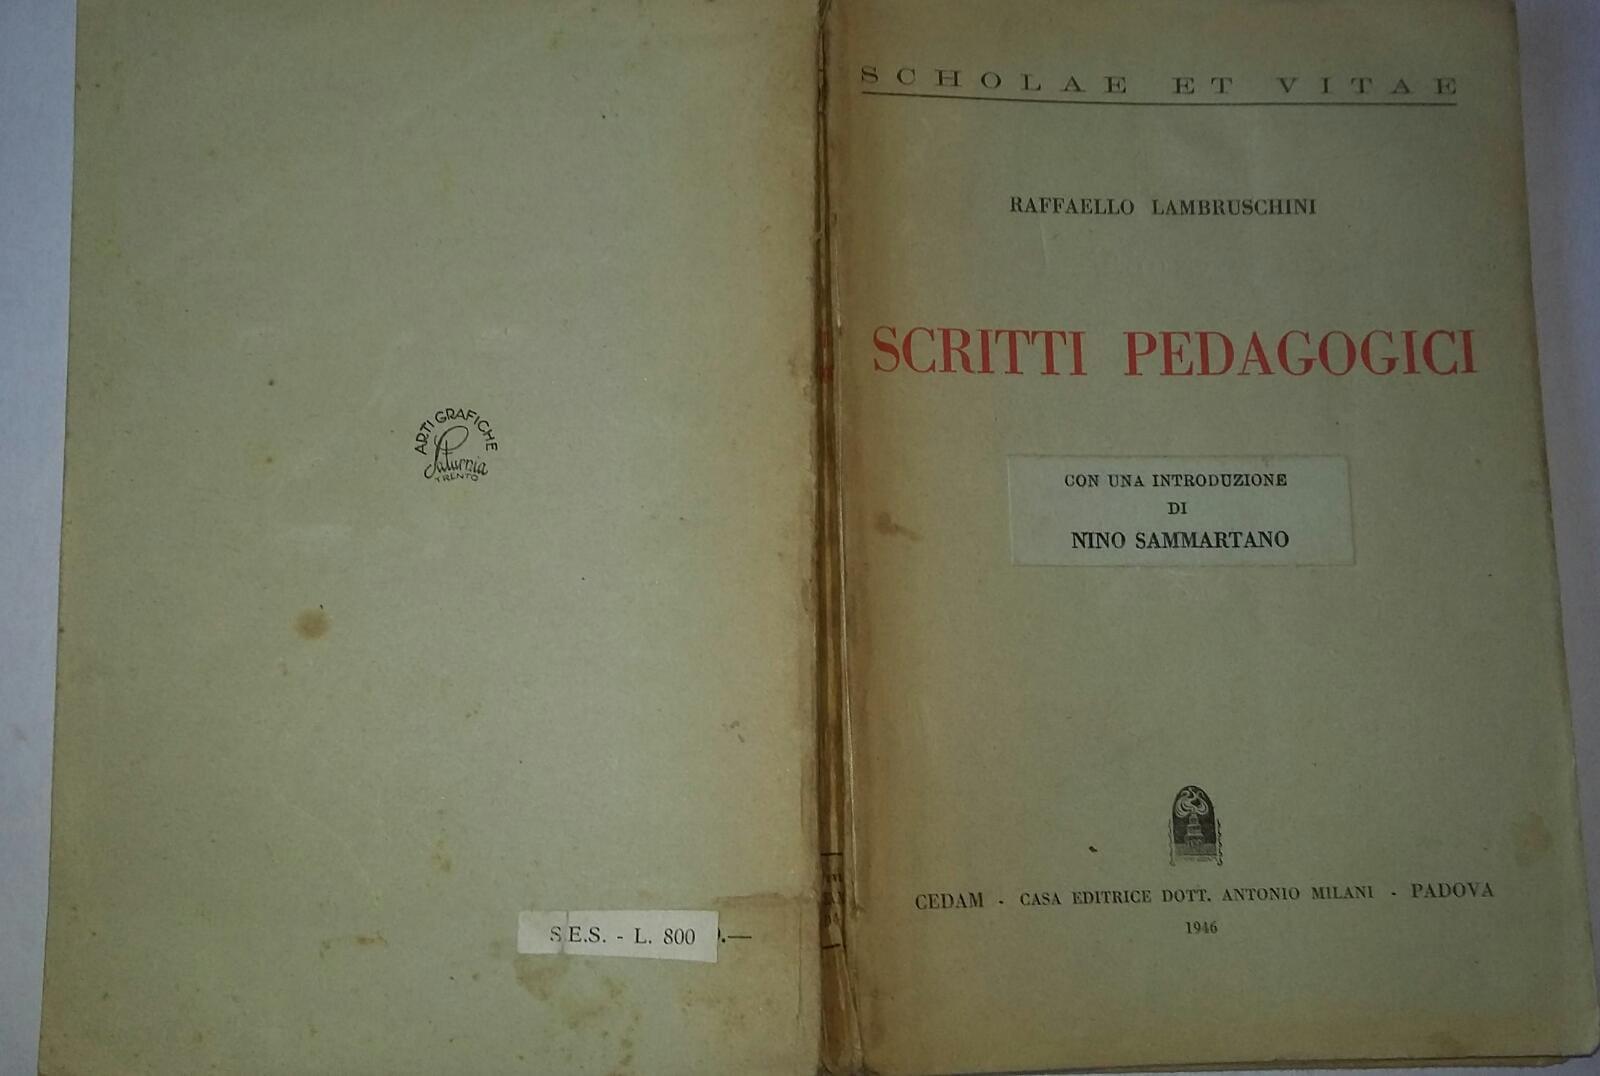 ARTI GRAFICHE
Saturnia
TRENTO
S.E.S. - L. 800
SCHOLAE ET VITAE
RAFFAELLO LAMBRUSCHINI
SCRITTI PEDAGOGICI
CON UNA INTRODUZIONE
DI
NINO SAMMARTANO
CEDAM - CASA EDITRICE DOTT. ANTONIO MILANI - PADOVA
1946